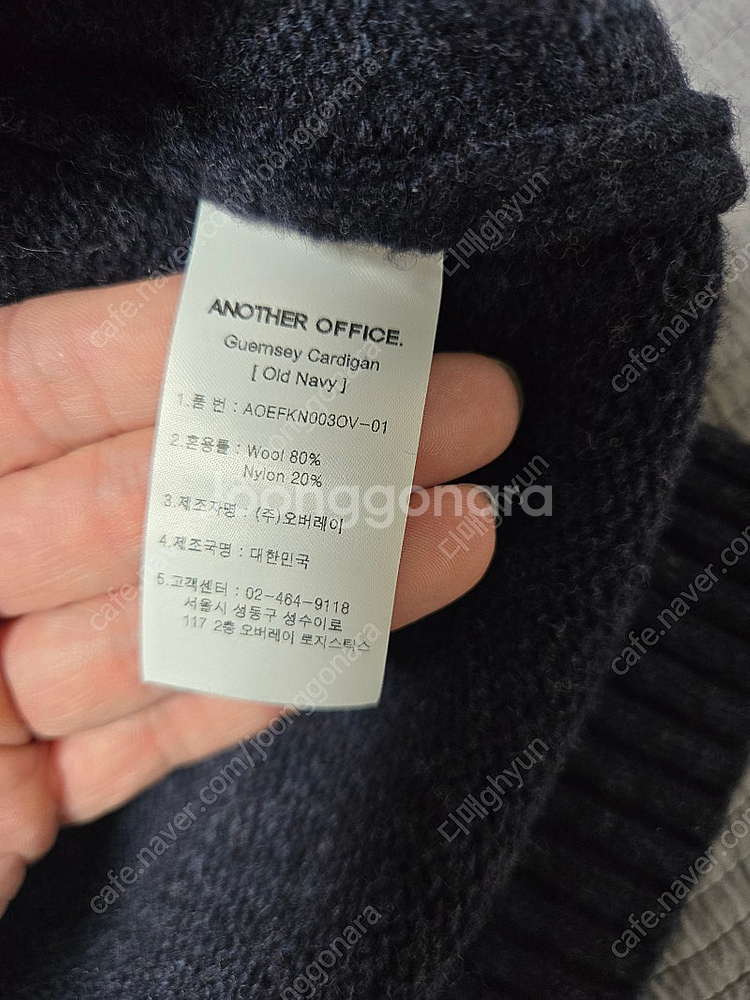 ANOTHER OFFICE.
Guernsey Cardigan
[ Old Navy ]
1.품 번 : AOEFKN003OV-01
2.혼용률 : Wool 80%
Nylon 20%
3.제조자명 : (주)오버레이
4.제조국명 : 대한민국
5.고객센터 : 02-464-9118
서울시 성동구 성수이로
117 2층 오버레이 로지스틱스
joonggonara
cafe.naver.com/joonggonara
디매ghyun